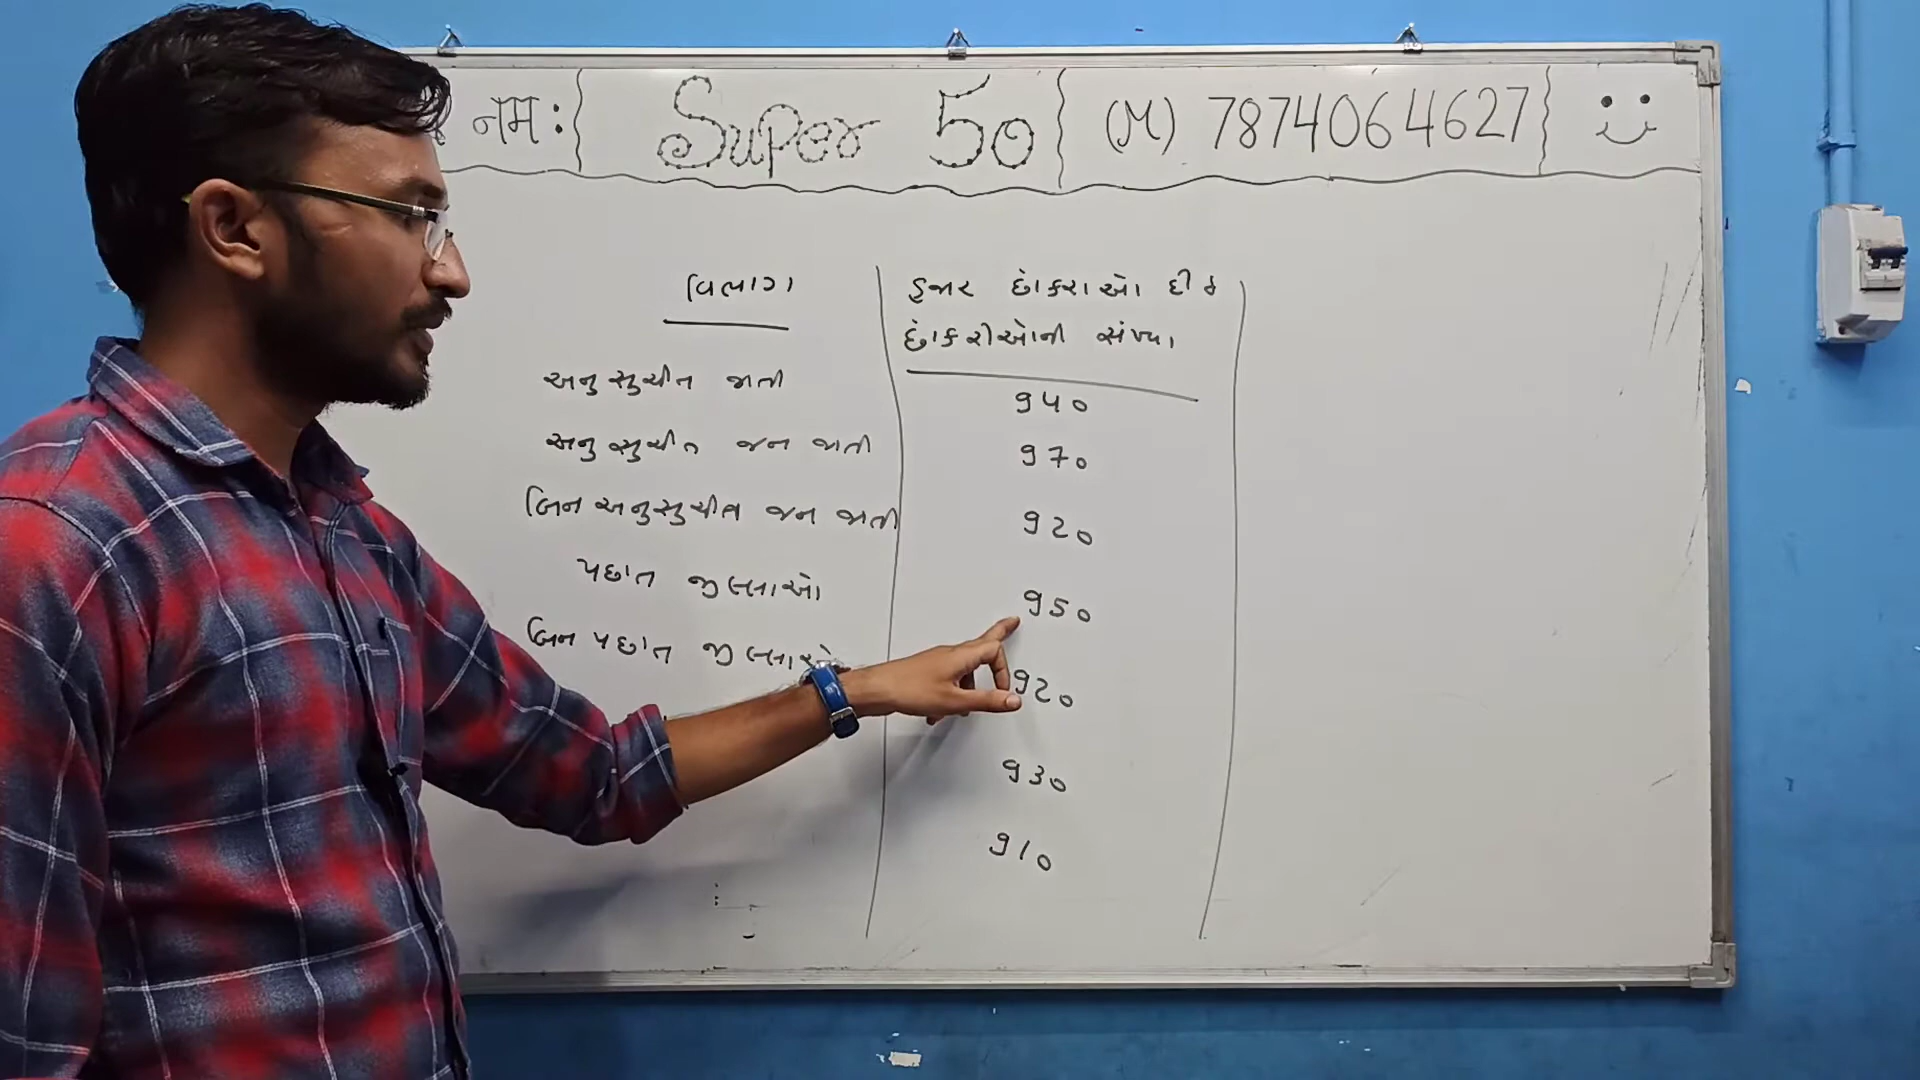 नमः Super 50 (M) 7874064627
વિભાગ
હજાર છોકરાઓ દીઠ
છોકરીઓની સંખ્યા
અનુસુચીત જાતી 940
અનુસુચીત જન જાતી 970
બિન અનુસુચીત જન જાતી 920
પછાત જીલ્લાઓ 950
બિન પછાત જીલ્લાઓ 920
930
910